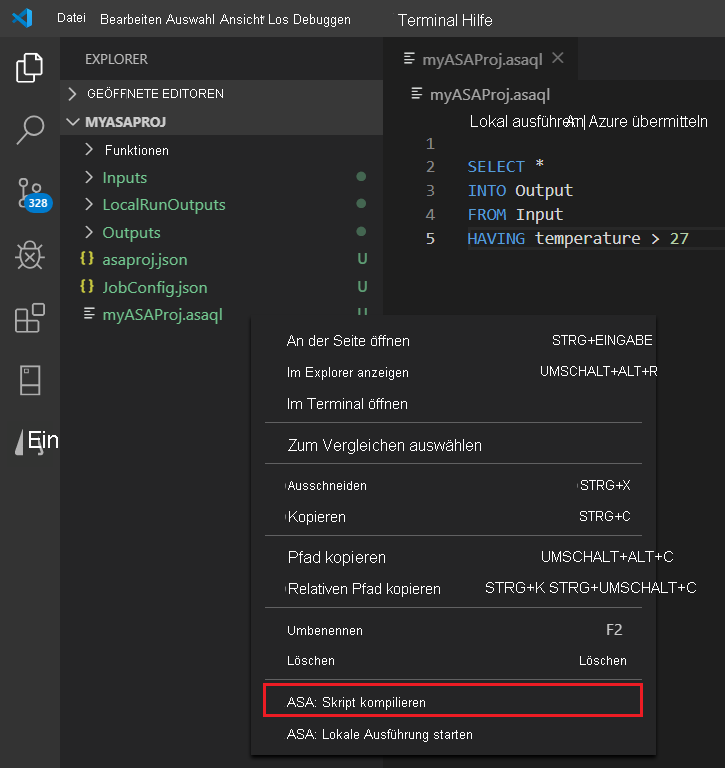 Datei Bearbeiten Auswahl Ansicht Los Debuggen Terminal Hilfe
EXPLORER
GEÖFFNETE EDITOREN
MYASAPROJ
Funktionen
Inputs
LocalRunOutputs
Outputs
{} asaproj.json U
{} JobConfig.json U
myASAProj.asaql U
328
Ein
myASAProj.asaql
myASAProj.asaql
Lokal ausführen| An Azure übermitteln
1
2 SELECT *
3 INTO Output
4 FROM Input
5 HAVING temperature > 27
An der Seite öffnen STRG+EINGABE
Im Explorer anzeigen UMSCHALT+ALT+R
Im Terminal öffnen
Zum Vergleichen auswählen
Ausschneiden STRG+X
Kopieren STRG+C
Pfad kopieren UMSCHALT+ALT+C
Relativen Pfad kopieren STRG+K STRG+UMSCHALT+C
Umbenennen F2
Löschen Löschen
ASA: Skript kompilieren
ASA: Lokale Ausführung starten